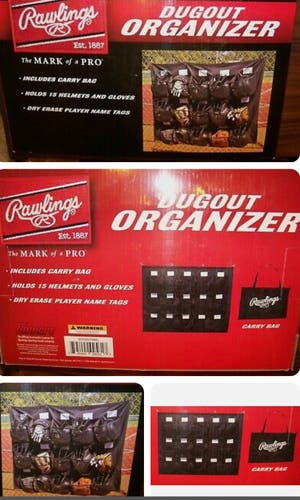 Rawlings
R
Est. 1887
The MARK of a PRO®
DUGOUT
ORGANIZER
• INCLUDES CARRY BAG
• HOLDS 15 HELMETS AND GLOVES
• DRY ERASE PLAYER NAME TAGS
Rawlings
R
Est. 1887
The MARK of a PRO®
DUGOUT
ORGANIZER
• INCLUDES CARRY BAG
• HOLDS 15 HELMETS AND GLOVES
• DRY ERASE PLAYER NAME TAGS
Rawlings
CARRY BAG
WARNING
Rawlings
CARRY BAG